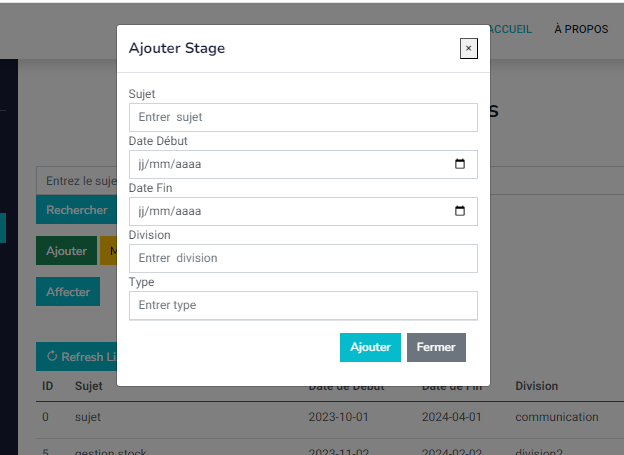 ACCUEIL À PROPOS
Ajouter Stage ×
Sujet
Entrer sujet
Date Début
jj/mm/aaaa
Date Fin
jj/mm/aaaa
Division
Entrer division
Type
Entrer type
Ajouter Fermer
Entrez le suje
Rechercher
Ajouter M
Affecter
Refresh Li
ID Sujet Date de Début Date de Fin Division
0 sujet 2023-10-01 2024-04-01 communication
5 gestion stock 2023-11-02 2024-02-02 division2